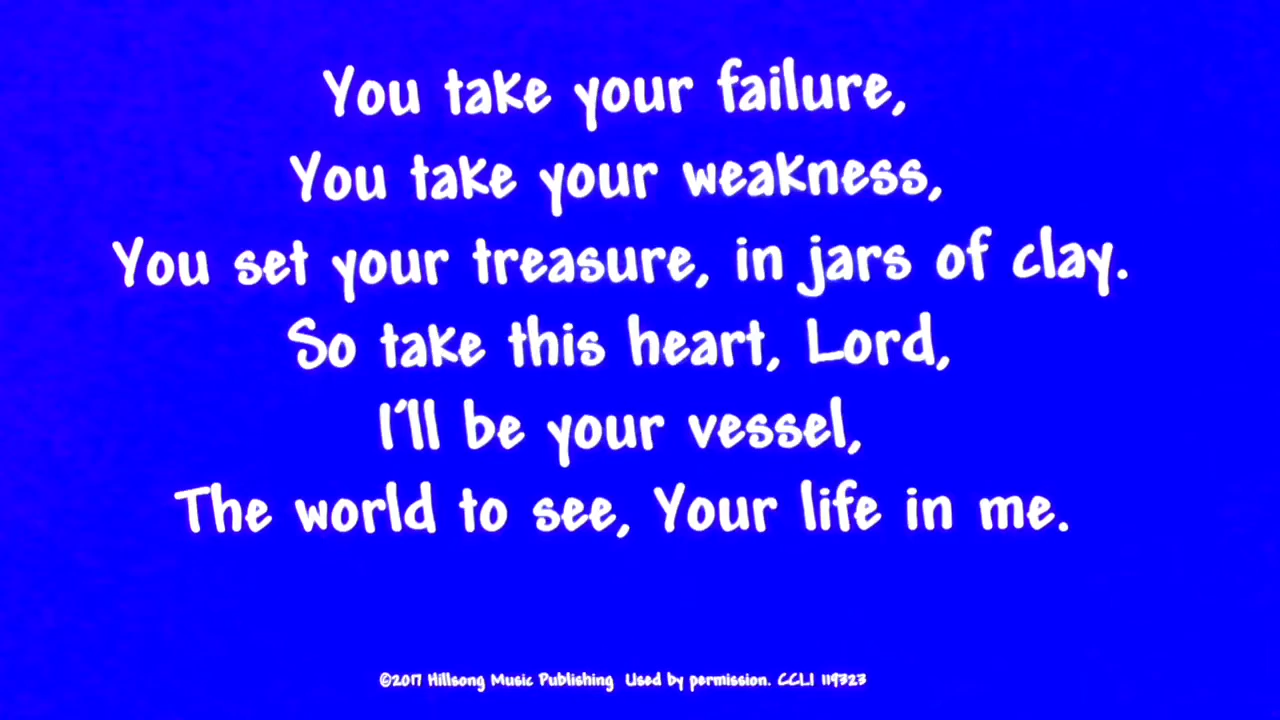 You take your failure,
You take your weakness,
You set your treasure, in jars of clay.
So take this heart, Lord,
I'll be your vessel,
The world to see, Your life in me.
©2017 Hillsong Music Publishing Used by permission. CCLI 119323